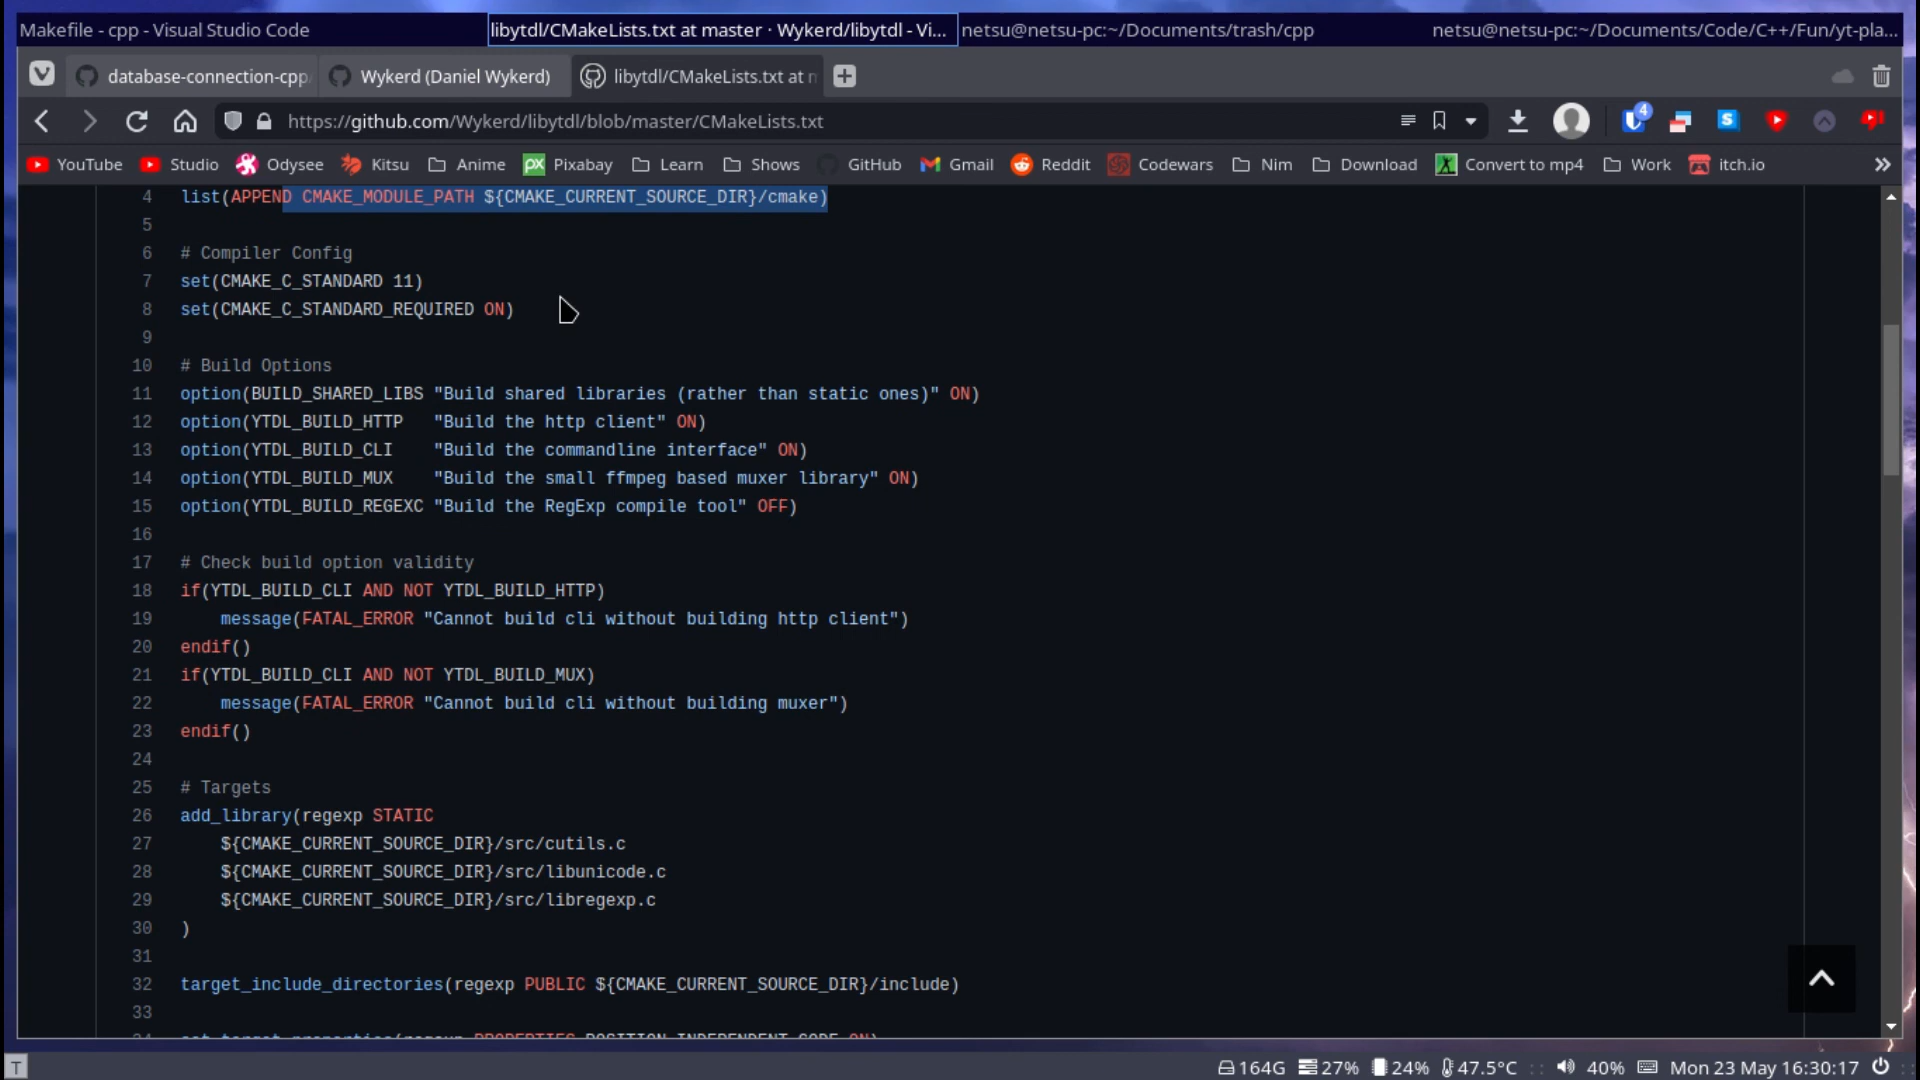 Makefile - cpp - Visual Studio Code
libytdl/CMakeLists.txt at master · Wykerd/libytdl - Vi...
netsu@netsu-pc:~/Documents/trash/cpp
netsu@netsu-pc:~/Documents/Code/C++/Fun/yt-pla...
database-connection-cpp
Wykerd (Daniel Wykerd)
libytdl/CMakeLists.txt at
https://github.com/Wykerd/libytdl/blob/master/CMakeLists.txt
4
YouTube Studio Odysee Kitsu Anime px Pixabay Learn Shows GitHub Gmail Reddit Codewars Nim Download Convert to mp4 Work itch.io
4 list(APPEND CMAKE_MODULE_PATH ${CMAKE_CURRENT_SOURCE_DIR}/cmake)
5
6 # Compiler Config
7 set(CMAKE_C_STANDARD 11)
8 set(CMAKE_C_STANDARD_REQUIRED ON)
9
10 # Build Options
11 option(BUILD_SHARED_LIBS "Build shared libraries (rather than static ones)" ON)
12 option(YTDL_BUILD_HTTP   "Build the http client" ON)
13 option(YTDL_BUILD_CLI    "Build the commandline interface" ON)
14 option(YTDL_BUILD_MUX    "Build the small ffmpeg based muxer library" ON)
15 option(YTDL_BUILD_REGEXC "Build the RegExp compile tool" OFF)
16
17 # Check build option validity
18 if(YTDL_BUILD_CLI AND NOT YTDL_BUILD_HTTP)
19     message(FATAL_ERROR "Cannot build cli without building http client")
20 endif()
21 if(YTDL_BUILD_CLI AND NOT YTDL_BUILD_MUX)
22     message(FATAL_ERROR "Cannot build cli without building muxer")
23 endif()
24
25 # Targets
26 add_library(regexp STATIC
27     ${CMAKE_CURRENT_SOURCE_DIR}/src/cutils.c
28     ${CMAKE_CURRENT_SOURCE_DIR}/src/libunicode.c
29     ${CMAKE_CURRENT_SOURCE_DIR}/src/libregexp.c
30 )
31
32 target_include_directories(regexp PUBLIC ${CMAKE_CURRENT_SOURCE_DIR}/include)
33
34 set_target_properties(regexp PROPERTIES POSITION_INDEPENDENT_CODE ON)
T
164G 27% 24% 47.5°C :: 40% Mon 23 May 16:30:17